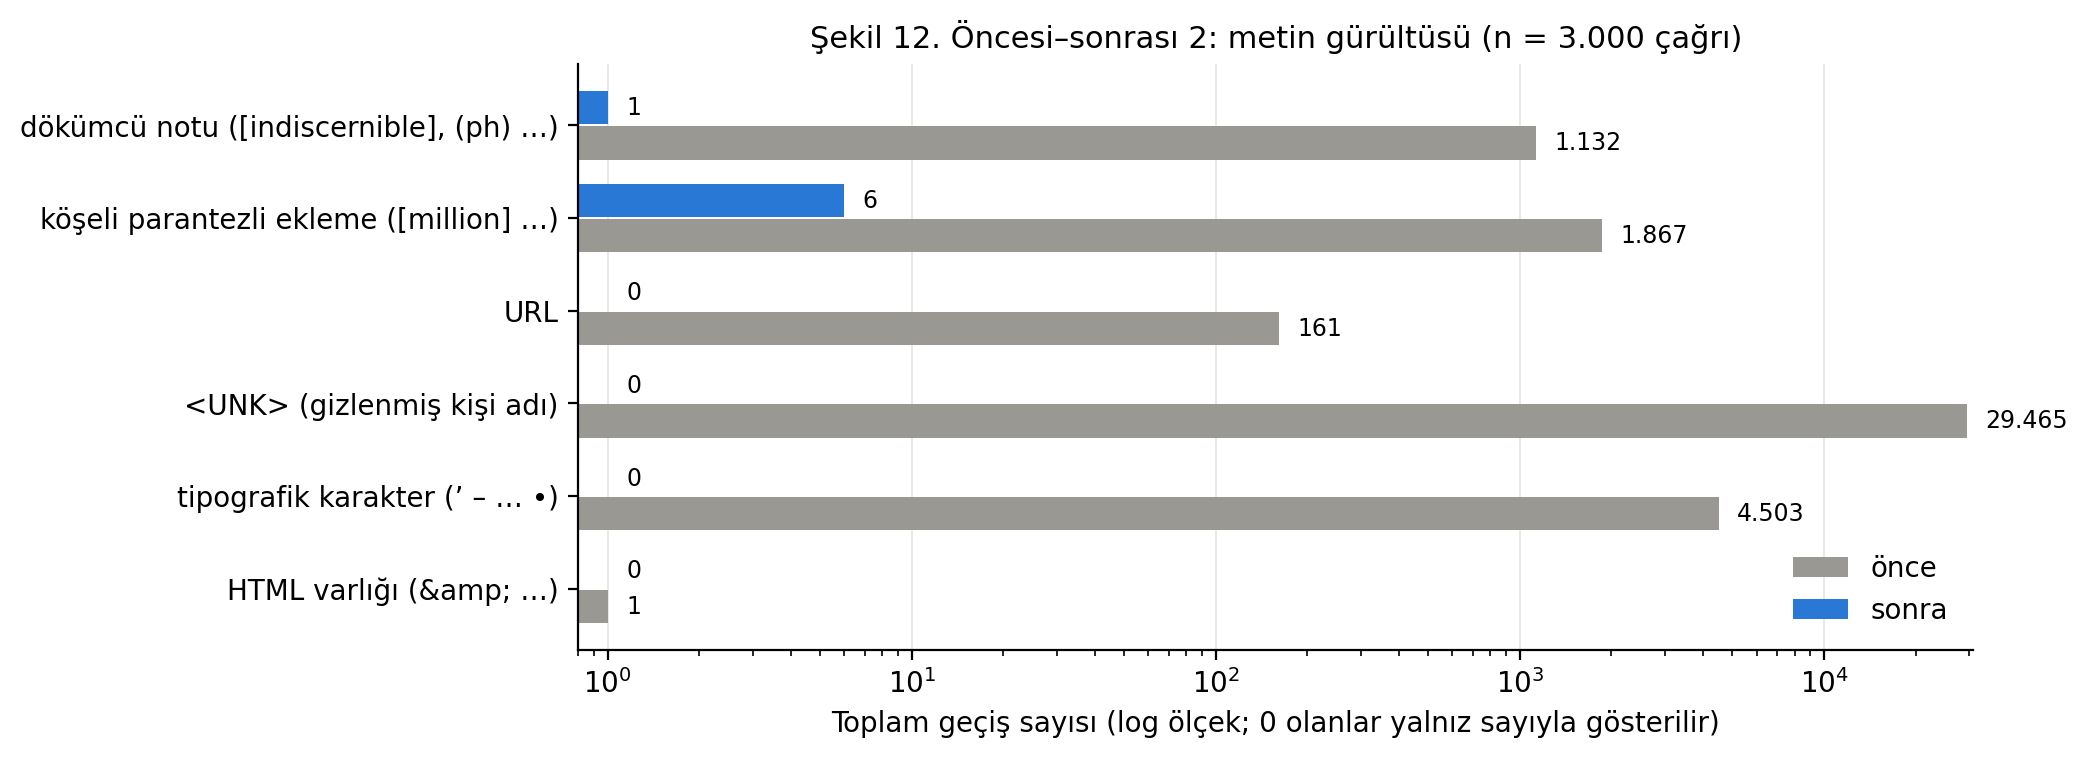 Şekil 12. Öncesi–sonrası 2: metin gürültüsü (n = 3.000 çağrı)
dökümcü notu ([indiscernible], (ph) …)
1
1.132
köşeli parantezli ekleme ([million] …)
6
1.867
URL
0
161
<UNK> (gizlenmiş kişi adı)
0
29.465
tipografik karakter (’ – … •)
0
4.503
HTML varlığı (&amp; …)
0
1
önce
sonra
10⁰ 10¹ 10² 10³ 10⁴
Toplam geçiş sayısı (log ölçek; 0 olanlar yalnız sayıyla gösterilir)